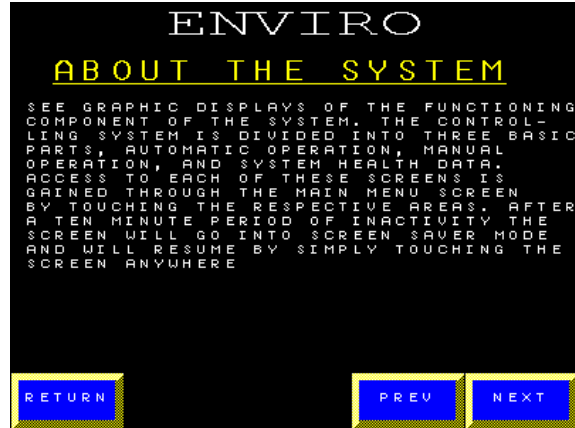 ENVIRO
ABOUT THE SYSTEM
SEE GRAPHIC DISPLAYS OF THE FUNCTIONING
COMPONENT OF THE SYSTEM. THE CONTROL-
LING SYSTEM IS DIVIDED INTO THREE BASIC
PARTS, AUTOMATIC OPERATION, MANUAL
OPERATION, AND SYSTEM HEALTH DATA.
ACCESS TO EACH OF THESE SCREENS IS
GAINED THROUGH THE MAIN MENU SCREEN
BY TOUCHING THE RESPECTIVE AREAS. AFTER
A TEN MINUTE PERIOD OF INACTIVITY THE
SCREEN WILL GO INTO SCREEN SAVER MODE
AND WILL RESUME BY SIMPLY TOUCHING THE
SCREEN ANYWHERE
RETURN PREV NEXT